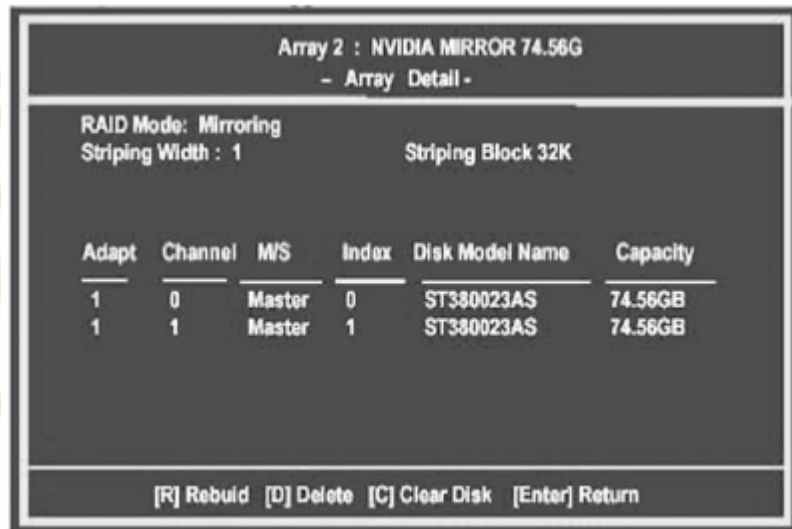 Array 2 : NVIDIA MIRROR 74.56G
- Array Detail -
RAID Mode: Mirroring
Striping Width : 1 Striping Block 32K
Adapt Channel M/S Index Disk Model Name Capacity
1 0 Master 0 ST380023AS 74.56GB
1 1 Master 1 ST380023AS 74.56GB
[R] Rebuid [D] Delete [C] Clear Disk [Enter] Return